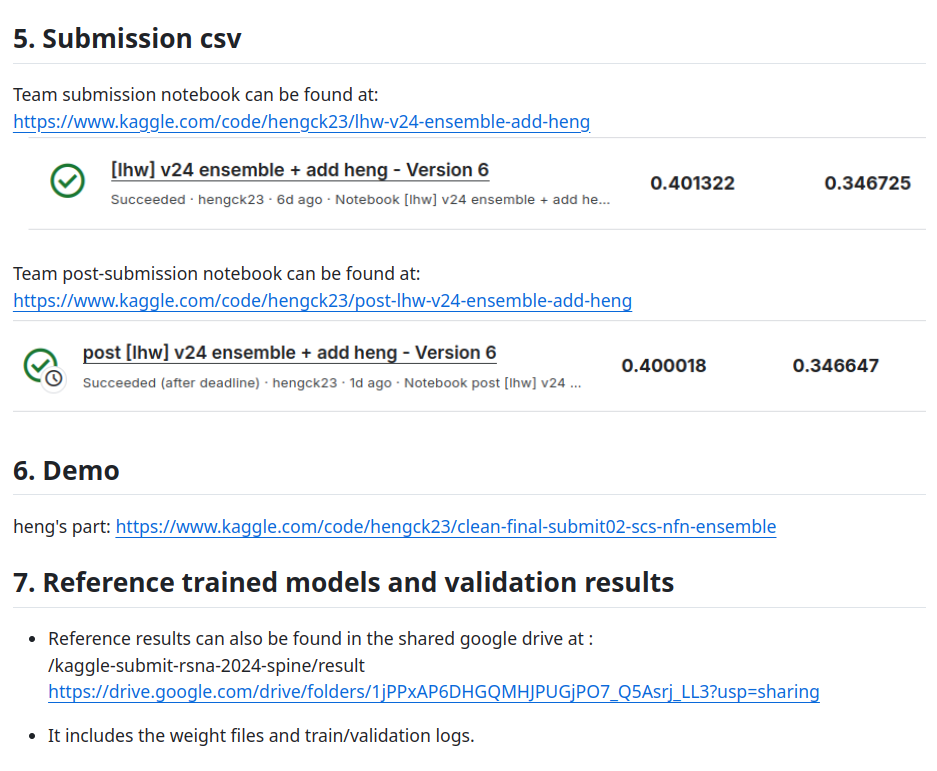 5. Submission csv
Team submission notebook can be found at:
https://www.kaggle.com/code/hengck23/lhw-v24-ensemble-add-heng
[lhw] v24 ensemble + add heng - Version 6
0.401322
0.346725
Succeeded · hengck23 · 6d ago · Notebook [lhw] v24 ensemble + add he...
Team post-submission notebook can be found at:
https://www.kaggle.com/code/hengck23/post-lhw-v24-ensemble-add-heng
post [lhw] v24 ensemble + add heng - Version 6
0.400018
0.346647
Succeeded (after deadline) · hengck23 · 1d ago · Notebook post [lhw] v24 ...
6. Demo
heng's part: https://www.kaggle.com/code/hengck23/clean-final-submit02-scs-nfn-ensemble
7. Reference trained models and validation results
• Reference results can also be found in the shared google drive at :
/kaggle-submit-rsna-2024-spine/result
https://drive.google.com/drive/folders/1jPPxAP6DHGQMHJPUGjPO7_Q5Asrj_LL3?usp=sharing
• It includes the weight files and train/validation logs.